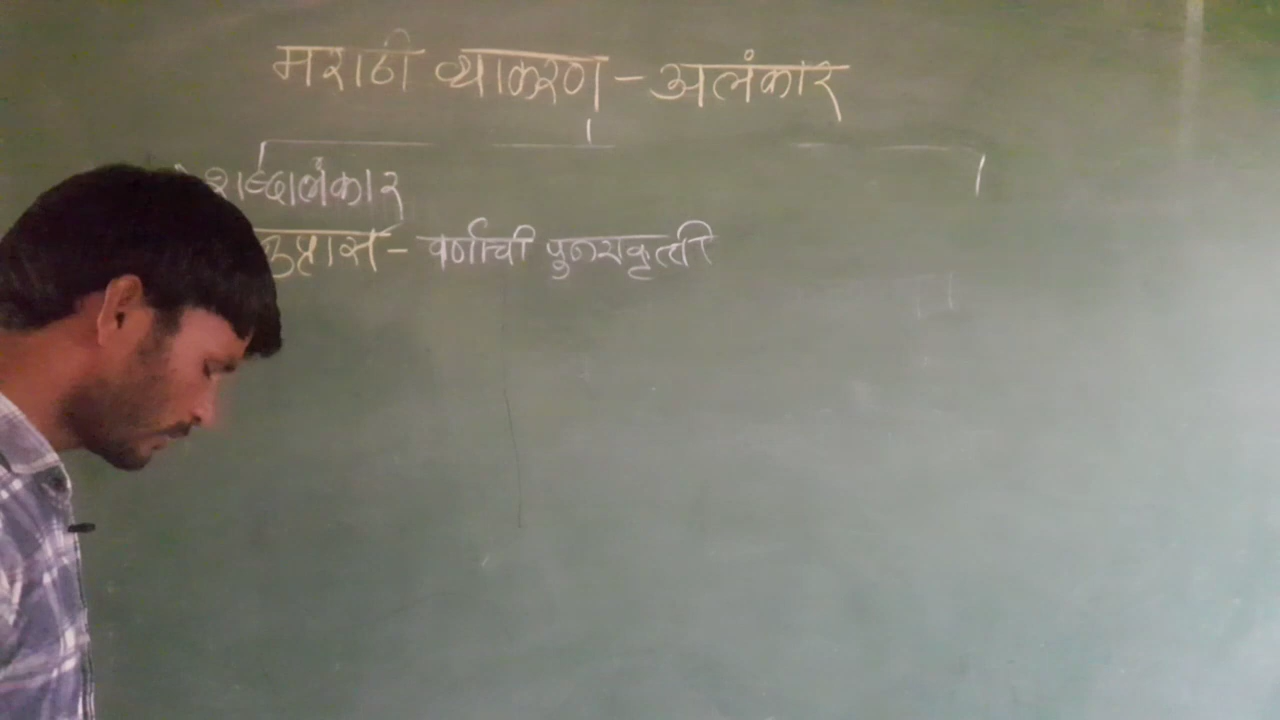 मराठी व्याकरण - अलंकार
शब्दालंकार
नुप्रास - वर्णाची पुनरावृत्ती